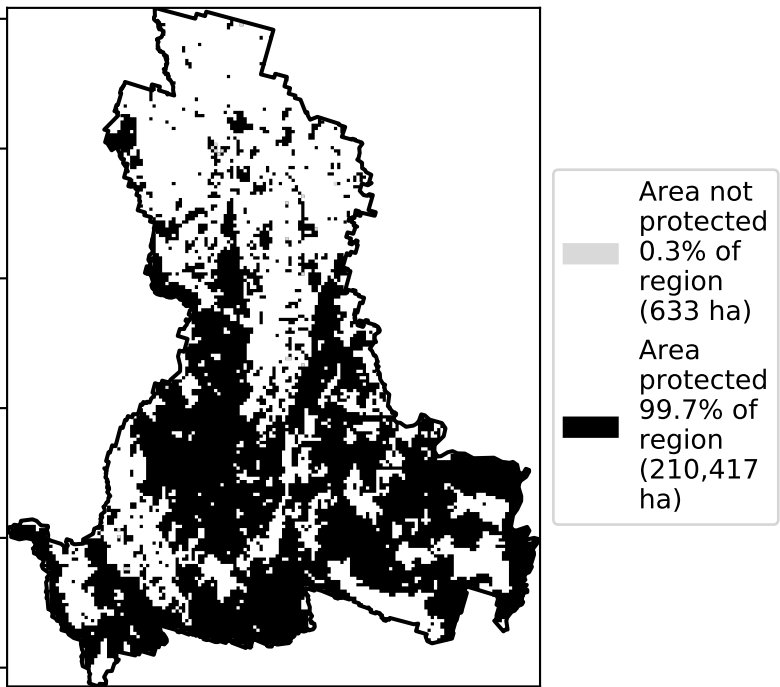 Area not
protected
0.3% of
region
(633 ha)
Area
protected
99.7% of
region
(210,417
ha)